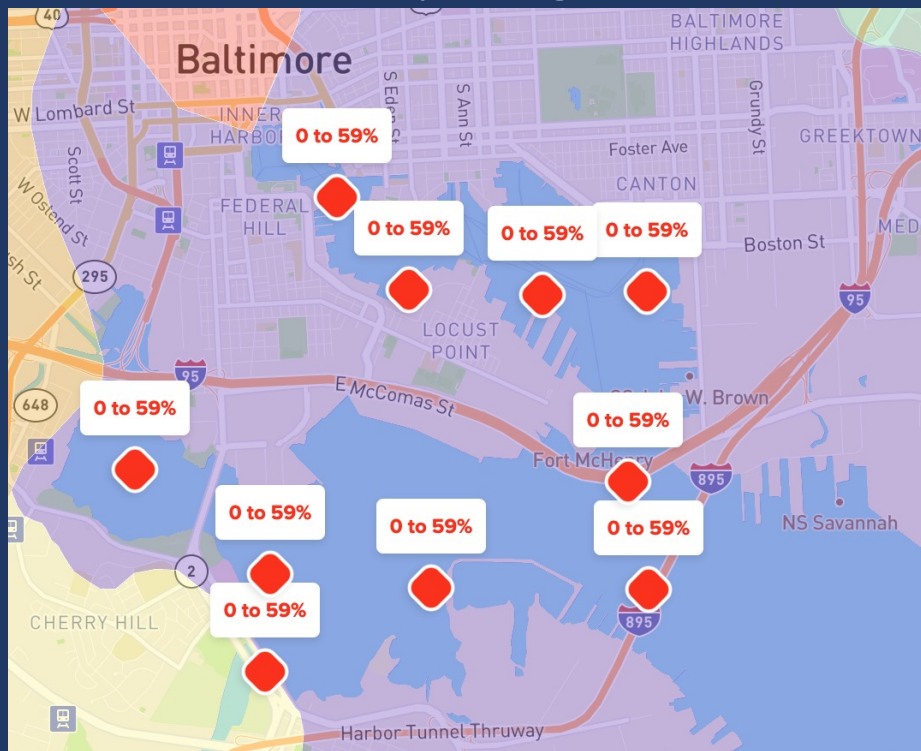 40
BALTIMORE
HIGHLANDS
Baltimore
W Lombard St
S Eden St
S Ann St
Grundy St
INNER
0 to 59%
GREEKTOWN
Foster Ave
Scott St
W Ostend St
CANTON
FEDERAL
HILL
0 to 59%
0 to 59%
0 to 59%
Boston St
295
95
LOCUST
POINT
95
648
E McComas St
W. Brown
0 to 59%
0 to 59%
Fort McHenry
895
NS Savannah
0 to 59%
0 to 59%
0 to 59%
2
0 to 59%
CHERRY HILL
895
Harbor Tunnel Thruway